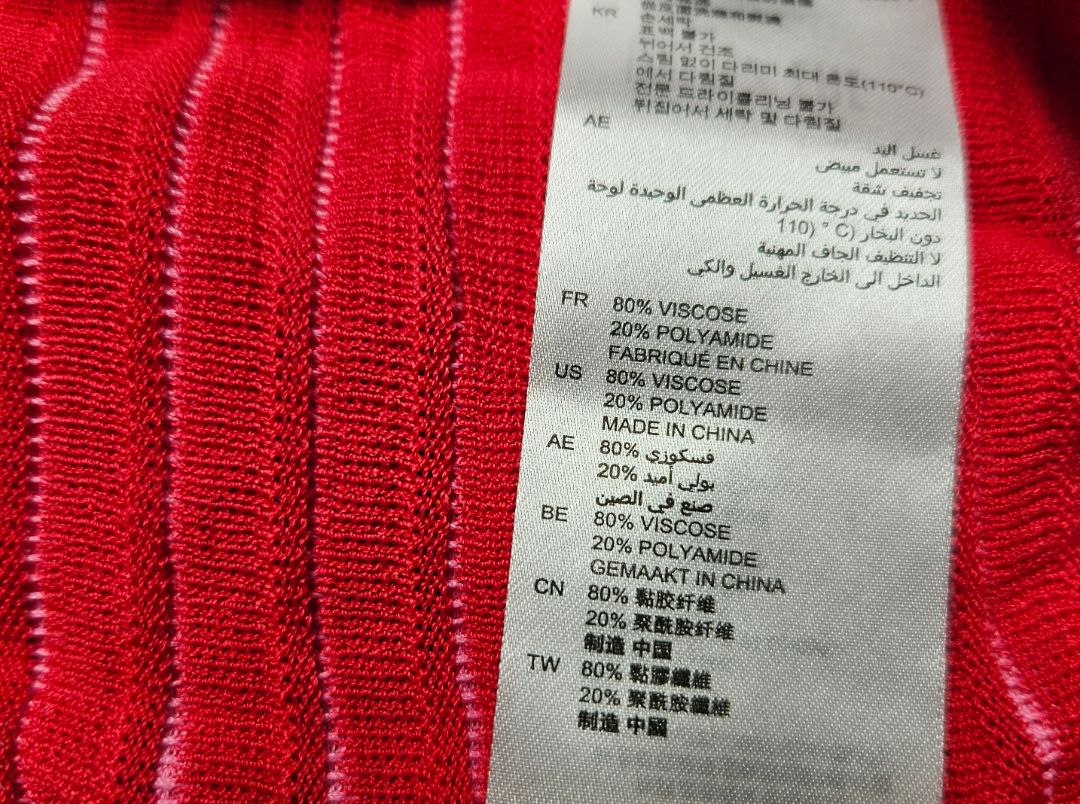 KR
손세탁
표백 불가
뉘어서 건조
스팀 없이 다리미 최대 온도(110°C)
에서 다림질
전문 드라이클리닝 불가
뒤집어서 세탁 및 다림질
AE
غسل اليد
لا تستعمل مبيض
تجفيف شقة
الحديد في درجة الحرارة العظمى الوحيدة لوحة
دون البخار (110 ( ° C
لا التنظيف الجاف المهنية
الداخل الى الخارج الغسيل والكي
FR 80% VISCOSE
20% POLYAMIDE
FABRIQUÉ EN CHINE
US 80% VISCOSE
20% POLYAMIDE
MADE IN CHINA
AE 80% فسكوزي
20% بولي أميد
صنع في الصين
BE 80% VISCOSE
20% POLYAMIDE
GEMAAKT IN CHINA
CN 80% 黏胶纤维
20% 聚酰胺纤维
制造 中国
TW 80% 黏膠纖維
20% 聚酰胺纖維
制造 中國